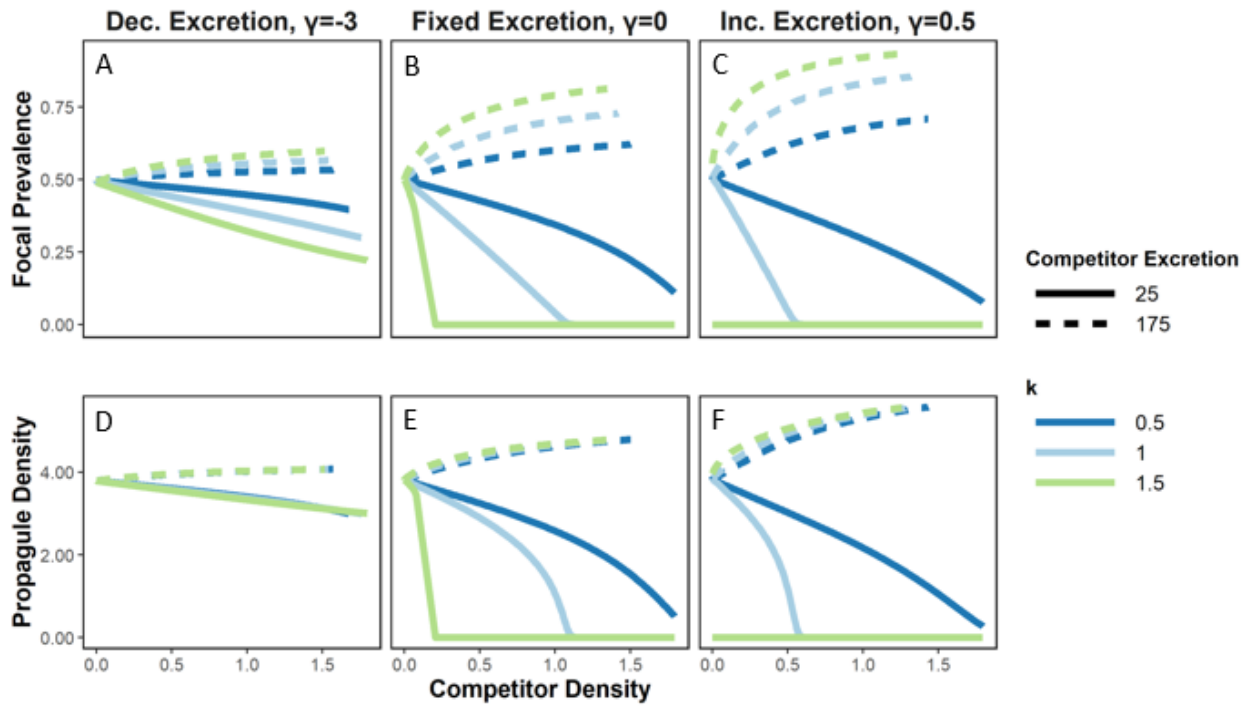 Dec. Excretion, γ=-3
Fixed Excretion, γ=0
Inc. Excretion, γ=0.5
A
B
C
Focal Prevalence
0.75
0.50
0.25
0.00
Competitor Excretion
25
175
k
0.5
1
1.5
D
E
F
Propagule Density
4.00
2.00
0.00
0.0 0.5 1.0 1.5
0.0 0.5 1.0 1.5
0.0 0.5 1.0 1.5
Competitor Density